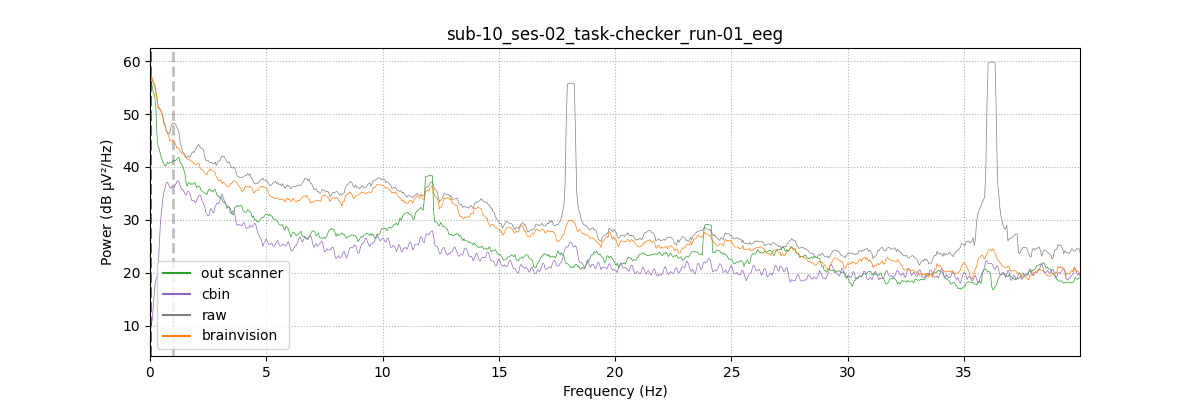 sub-10_ses-02_task-checker_run-01_eeg
60
50
40
30
20
10
Power (dB µV²/Hz)
out scanner
cbin
raw
brainvision
0 5 10 15 20 25 30 35
Frequency (Hz)